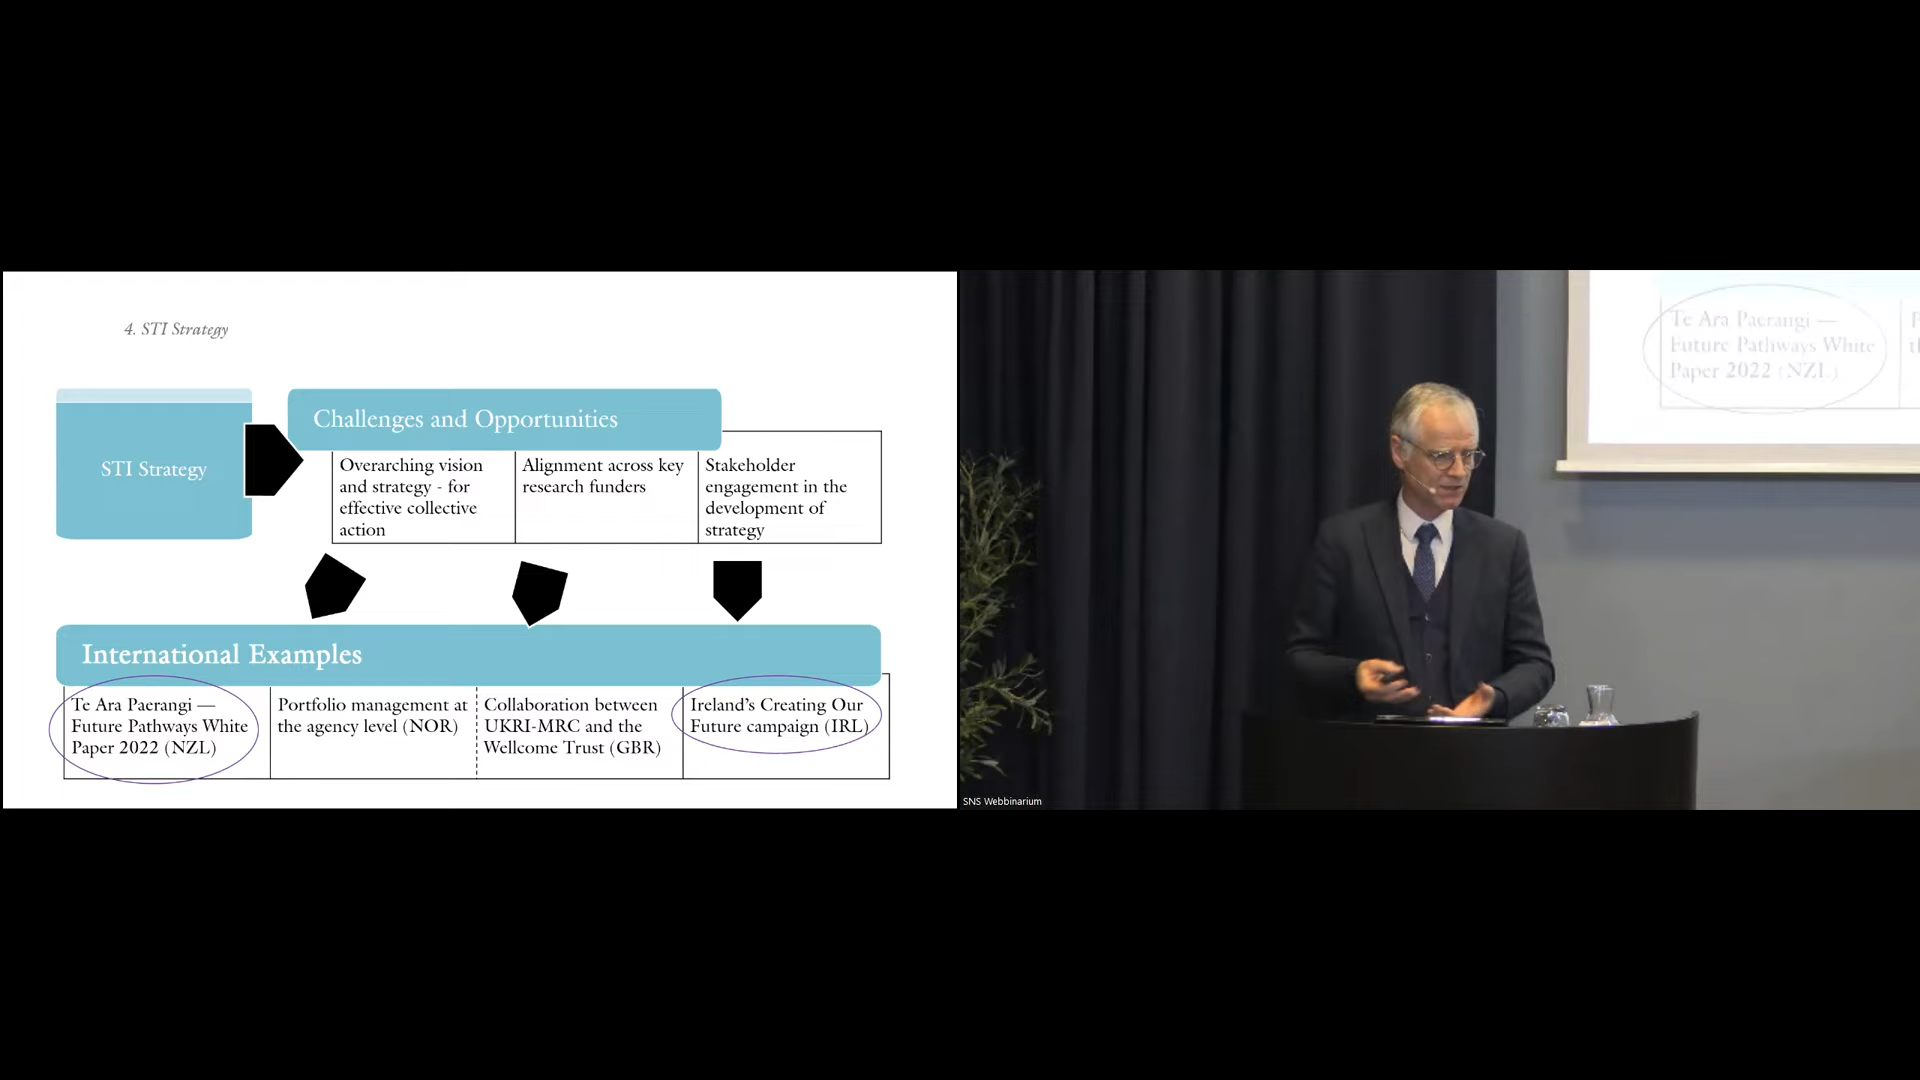 4. STI Strategy
STI Strategy
Challenges and Opportunities
Overarching vision
and strategy - for
effective collective
action
Alignment across key
research funders
Stakeholder
engagement in the
development of
strategy
International Examples
Te Ara Paerangi —
Future Pathways White
Paper 2022 (NZL)
Portfolio management at
the agency level (NOR)
Collaboration between
UKRI-MRC and the
Wellcome Trust (GBR)
Ireland’s Creating Our
Future campaign (IRL)
Te Ara Paerangi —
Future Pathways White
Paper 2022 (NZL)
SNS Webbinarium